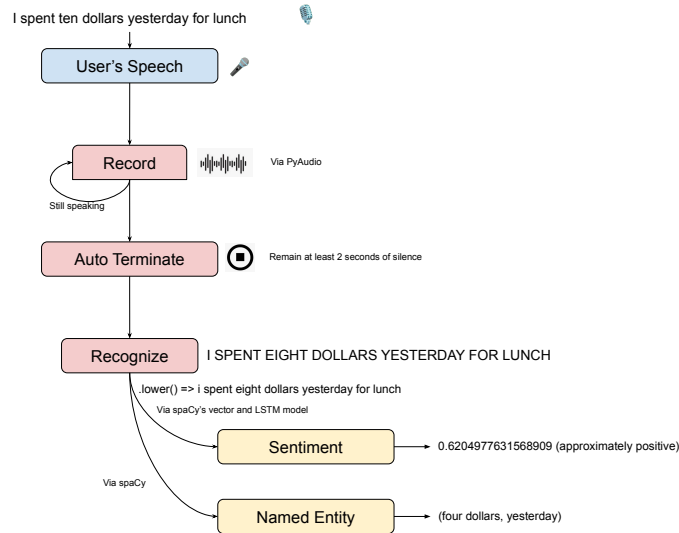 I spent ten dollars yesterday for lunch
User's Speech
Record
Via PyAudio
Still speaking
Auto Terminate
Remain at least 2 seconds of silence
Recognize
I SPENT EIGHT DOLLARS YESTERDAY FOR LUNCH
.lower() => i spent eight dollars yesterday for lunch
Via spaCy's vector and LSTM model
Sentiment
0.6204977631568909 (approximately positive)
Via spaCy
Named Entity
(four dollars, yesterday)